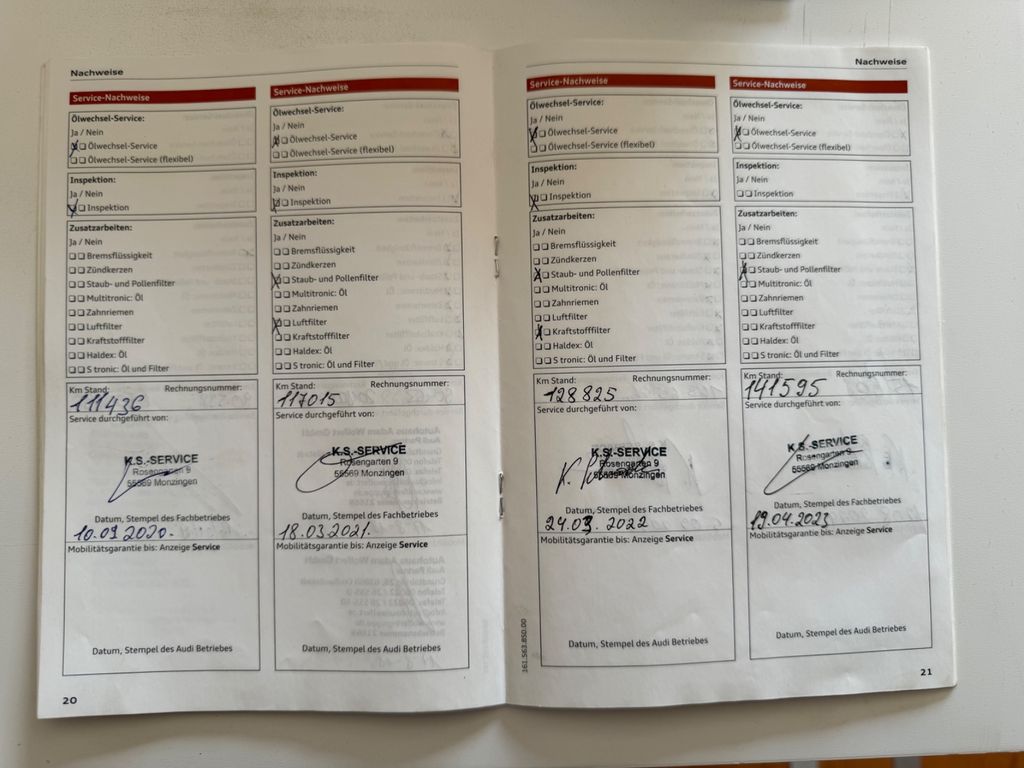 Nachweise
Service-Nachweise
Ölwechsel-Service:
Ja / Nein
Ölwechsel-Service
Ölwechsel-Service (flexibel)
Inspektion:
Ja / Nein
Inspektion
Zusatzarbeiten:
Ja / Nein
Bremsflüssigkeit
Zündkerzen
Staub- und Pollenfilter
Multitronic: Öl
Zahnriemen
Luftfilter
Kraftstofffilter
Haldex: Öl
S tronic: Öl und Filter
Km Stand: Rechnungsnummer:
111436
Service durchgeführt von:
K.S.-SERVICE
Rosengarten 9
55569 Monzingen
Datum, Stempel des Fachbetriebes
10.03 2020.
Mobilitätsgarantie bis: Anzeige Service
Datum, Stempel des Audi Betriebes
20
Service-Nachweise
Ölwechsel-Service:
Ja / Nein
Ölwechsel-Service
Ölwechsel-Service (flexibel)
Inspektion:
Ja / Nein
Inspektion
Zusatzarbeiten:
Ja / Nein
Bremsflüssigkeit
Zündkerzen
Staub- und Pollenfilter
Multitronic: Öl
Zahnriemen
Luftfilter
Kraftstofffilter
Haldex: Öl
S tronic: Öl und Filter
Km Stand: Rechnungsnummer:
117015
Service durchgeführt von:
K.S.-SERVICE
Rosengarten 9
55569 Monzingen
Datum, Stempel des Fachbetriebes
18.03.2021.
Mobilitätsgarantie bis: Anzeige Service
Datum, Stempel des Audi Betriebes
Service-Nachweise
Ölwechsel-Service:
Ja / Nein
Ölwechsel-Service
Ölwechsel-Service (flexibel)
Inspektion:
Ja / Nein
Inspektion
Zusatzarbeiten:
Ja / Nein
Bremsflüssigkeit
Zündkerzen
Staub- und Pollenfilter
Multitronic: Öl
Zahnriemen
Luftfilter
Kraftstofffilter
Haldex: Öl
S tronic: Öl und Filter
Km Stand: Rechnungsnummer:
128825
Service durchgeführt von:
K.S.-SERVICE
Rosengarten 9
55569 Monzingen
Datum, Stempel des Fachbetriebes
24.03. 2022
Mobilitätsgarantie bis: Anzeige Service
Datum, Stempel des Audi Betriebes
161.563.850.00
Nachweise
Service-Nachweise
Ölwechsel-Service:
Ja / Nein
Ölwechsel-Service
Ölwechsel-Service (flexibel)
Inspektion:
Ja / Nein
Inspektion
Zusatzarbeiten:
Ja / Nein
Bremsflüssigkeit
Zündkerzen
Staub- und Pollenfilter
Multitronic: Öl
Zahnriemen
Luftfilter
Kraftstofffilter
Haldex: Öl
S tronic: Öl und Filter
Km Stand: Rechnungsnummer:
141595
Service durchgeführt von:
K.S.-SERVICE
Rosengarten 9
55569 Monzingen
Datum, Stempel des Fachbetriebes
19.04.2023
Mobilitätsgarantie bis: Anzeige Service
Datum, Stempel des Audi Betriebes
21